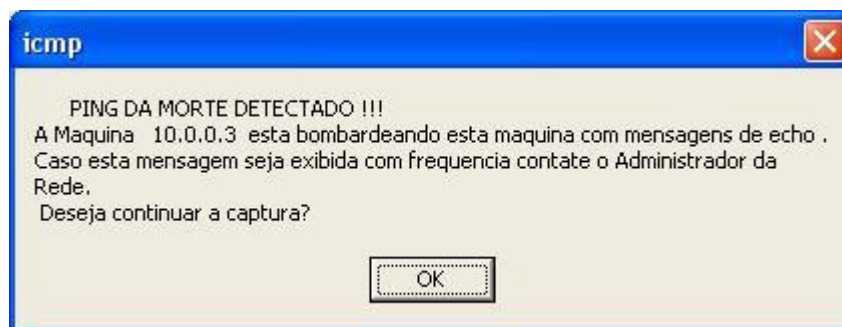 icmp
PING DA MORTE DETECTADO !!!
A Maquina 10.0.0.3 esta bombardeando esta maquina com mensagens de echo .
Caso esta mensagem seja exibida com frequencia contate o Administrador da
Rede.
Deseja continuar a captura?
OK